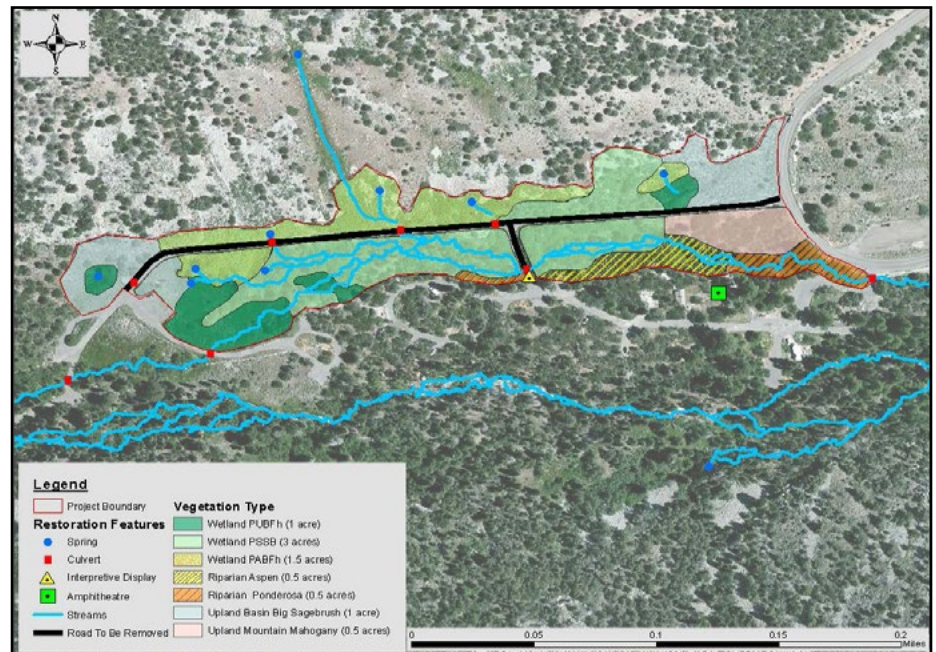 N
W E
S
Legend
Project Boundary
Restoration Features
Spring
Culvert
Interpretive Display
Amphitheatre
Streams
Road To Be Removed
Vegetation Type
Wetland PUBFh (1 acre)
Wetland PSSB (3 acres)
Wetland PABFh (1.5 acres)
Riparian Aspen (0.5 acres)
Riparian Ponderosa (0.5 acres)
Upland Basin Big Sagebrush (1 acre)
Upland Mountain Mahogany (0.5 acres)
0 0.05 0.1 0.15 0.2
Miles